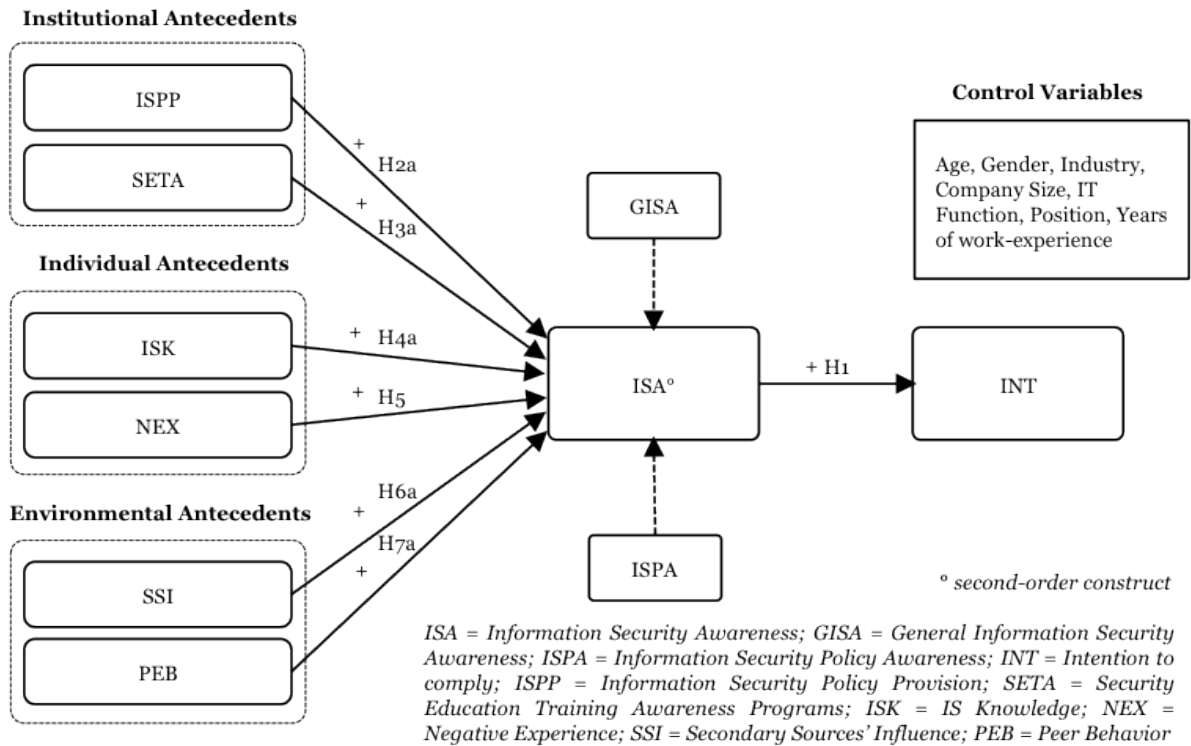 Institutional Antecedents
ISPP
SETA
+
H2a
+
H3a
Individual Antecedents
ISK
NEX
+ H4a
+ H5
Environmental Antecedents
SSI
PEB
H6a
+
H7a
+
GISA
ISA°
ISPA
+ H1
INT
Control Variables
Age, Gender, Industry,
Company Size, IT
Function, Position, Years
of work-experience
° second-order construct
ISA = Information Security Awareness; GISA = General Information Security
Awareness; ISPA = Information Security Policy Awareness; INT = Intention to
comply; ISPP = Information Security Policy Provision; SETA = Security
Education Training Awareness Programs; ISK = IS Knowledge; NEX =
Negative Experience; SSI = Secondary Sources' Influence; PEB = Peer Behavior